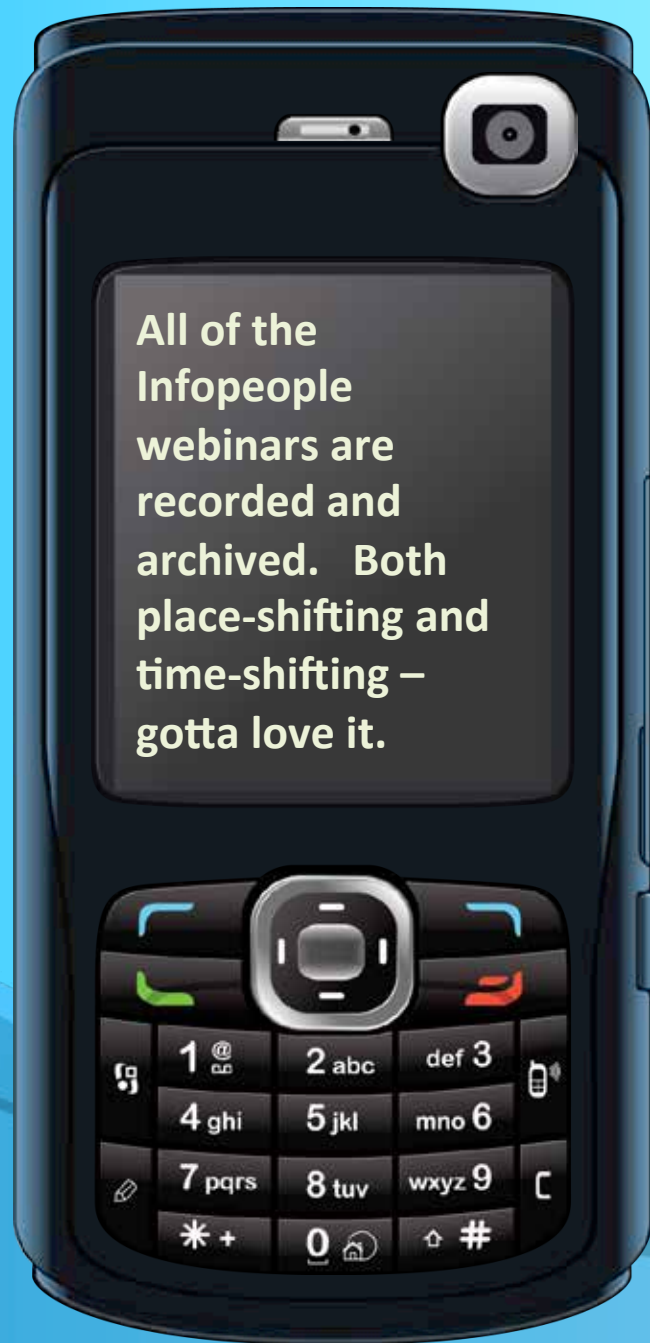 All of the
Infopeople
webinars are
recorded and
archived.   Both
place-shifting and
time-shifting –
gotta love it.
1 @ 2 abc def 3
4 ghi 5 jkl mno 6
7 pqrs 8 tuv wxyz 9
* + 0 #